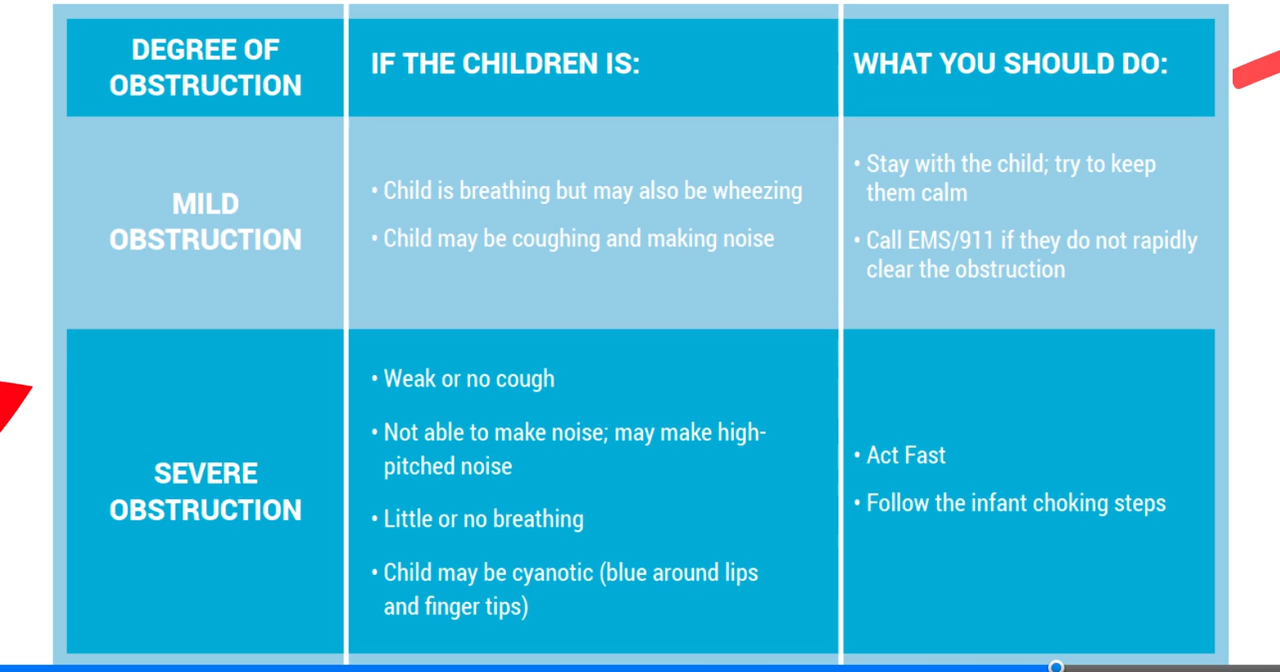 DEGREE OF
OBSTRUCTION
IF THE CHILDREN IS:
WHAT YOU SHOULD DO:
MILD
OBSTRUCTION
• Child is breathing but may also be wheezing
• Child may be coughing and making noise
• Stay with the child; try to keep
them calm
• Call EMS/911 if they do not rapidly
clear the obstruction
SEVERE
OBSTRUCTION
• Weak or no cough
• Not able to make noise; may make high-
pitched noise
• Little or no breathing
• Child may be cyanotic (blue around lips
and finger tips)
• Act Fast
• Follow the infant choking steps